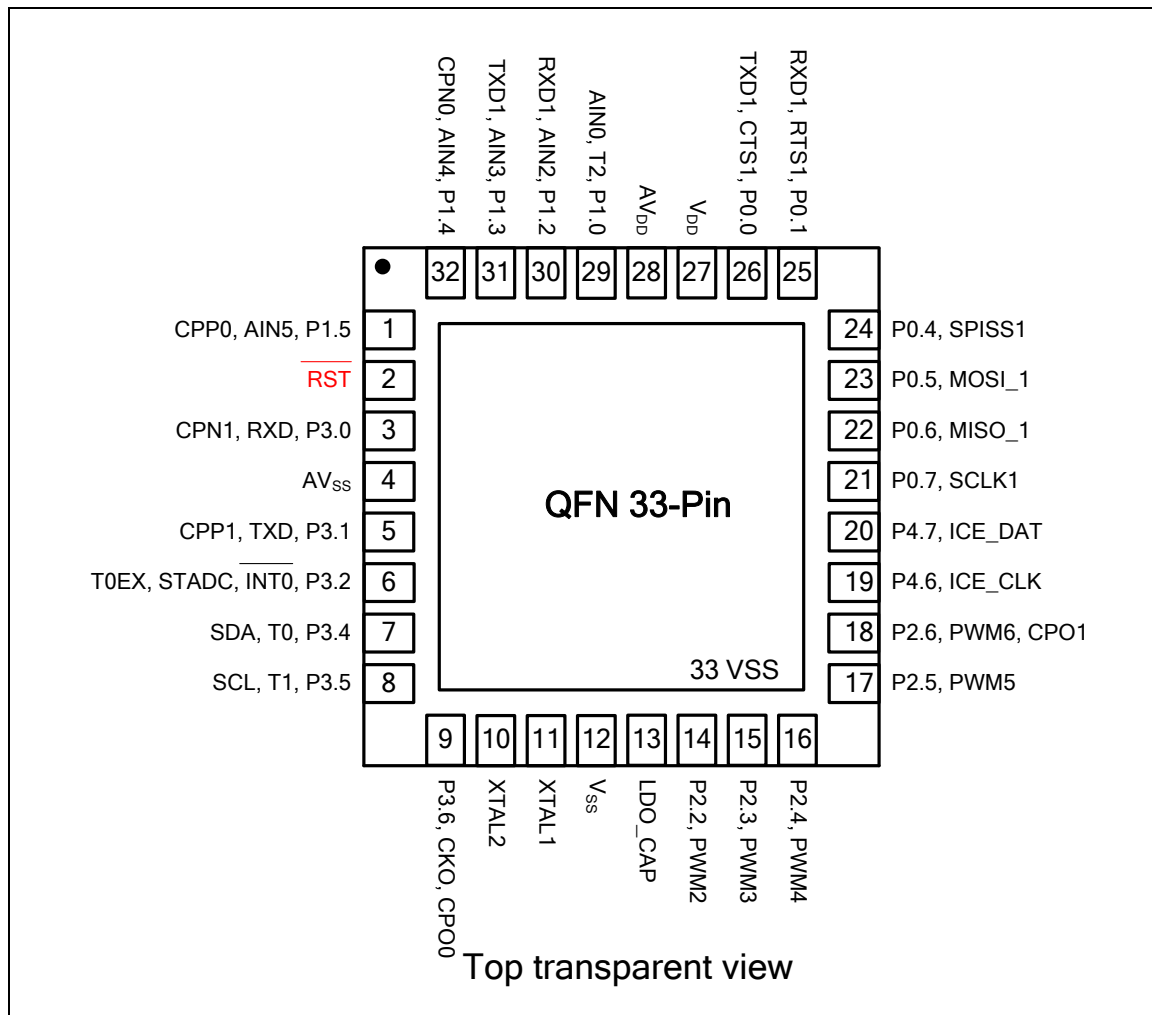 CPN0, AIN4, P1.4
TXD1, AIN3, P1.3
RXD1, AIN2, P1.2
AIN0, T2, P1.0
AVDD
VDD
TXD1, CTS1, P0.0
RXD1, RTS1, P0.1
32 31 30 29 28 27 26 25
CPP0, AIN5, P1.5 1
RST 2
CPN1, RXD, P3.0 3
AVSS 4
CPP1, TXD, P3.1 5
T0EX, STADC, INT0, P3.2 6
SDA, T0, P3.4 7
SCL, T1, P3.5 8
QFN 33-Pin
33 VSS
24 P0.4, SPISS1
23 P0.5, MOSI_1
22 P0.6, MISO_1
21 P0.7, SCLK1
20 P4.7, ICE_DAT
19 P4.6, ICE_CLK
18 P2.6, PWM6, CPO1
17 P2.5, PWM5
9 10 11 12 13 14 15 16
P3.6, CKO, CPO0
XTAL2
XTAL1
VSS
LDO_CAP
P2.2, PWM2
P2.3, PWM3
P2.4, PWM4
Top transparent view